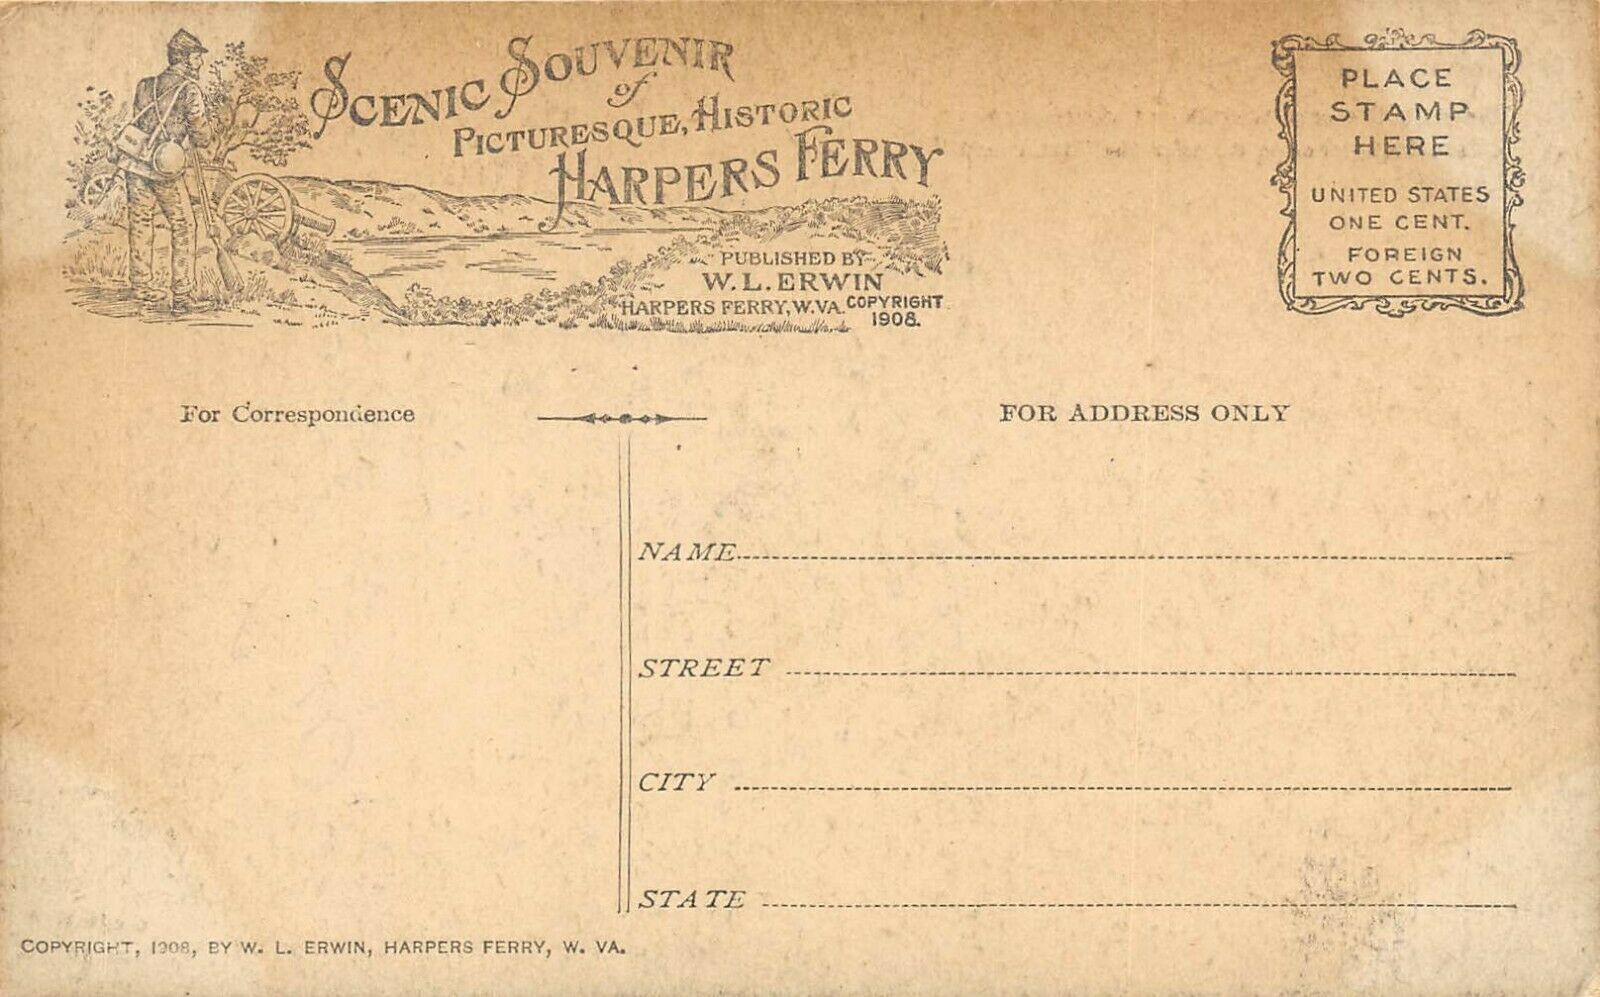 SCENIC SOUVENIR
of
PICTURESQUE, HISTORIC
HARPERS FERRY
PUBLISHED BY
W. L. ERWIN
HARPERS FERRY, W. VA. COPYRIGHT
1908.
PLACE
STAMP
HERE
UNITED STATES
ONE CENT.
FOREIGN
TWO CENTS.
For Correspondence
FOR ADDRESS ONLY
NAME
STREET
CITY
STATE
COPYRIGHT, 1908, BY W. L. ERWIN, HARPERS FERRY, W. VA.